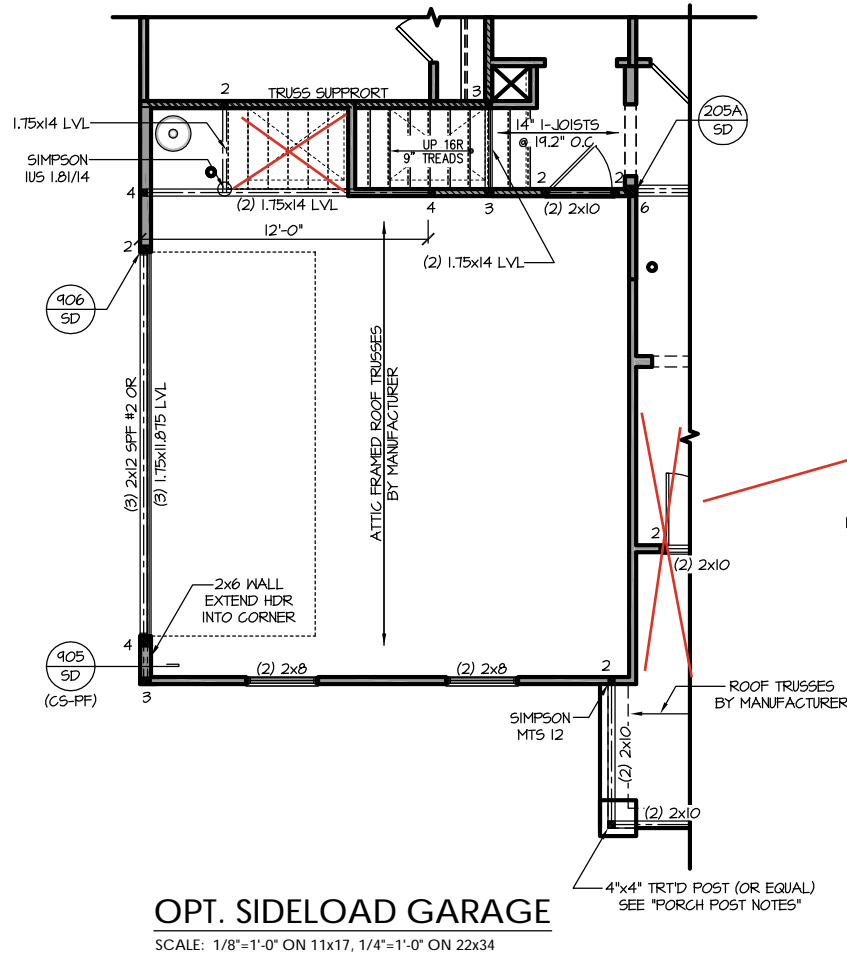 2
TRUSS SUPPRORT
3
1.75x14 LVL
SIMPSON
IUS 1.81/14
UP 16R
9" TREADS
14" I-JOISTS
@ 19.2" O.C.
205A
SD
4
(2) 1.75x14 LVL
4
3
2
2
(2) 2x10
6
12'-0"
(2) 1.75x14 LVL
2
906
SD
(3) 2x12 SPF #2 OR
(3) 1.75x11.875 LVL
ATTIC FRAMED ROOF TRUSSES
BY MANUFACTURER
2
(2) 2x10
2x6 WALL
EXTEND HDR
INTO CORNER
4
905
SD
(CS-PF)
3
(2) 2x8
(2) 2x8
2
SIMPSON
MTS 12
ROOF TRUSSES
BY MANUFACTURER
(2) 2x10
(2) 2x10
4"x4" TRT'D POST (OR EQUAL)
SEE "PORCH POST NOTES"
OPT. SIDELOAD GARAGE
SCALE: 1/8"=1'-0" ON 11x17, 1/4"=1'-0" ON 22x34